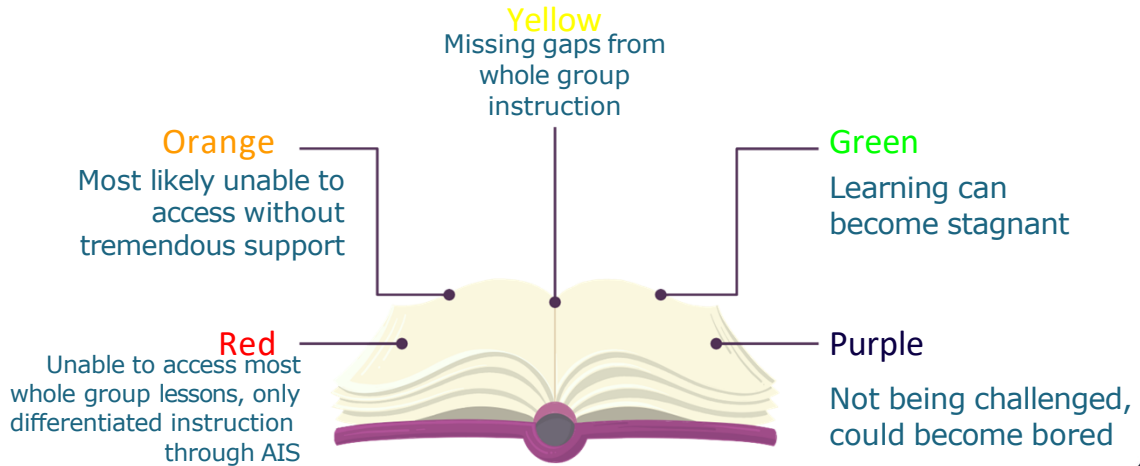 Yellow
Missing gaps from
whole group
instruction
Orange
Most likely unable to
access without
tremendous support
Green
Learning can
become stagnant
Red
Unable to access most
whole group lessons, only
differentiated instruction
through AIS
Purple
Not being challenged,
could become bored